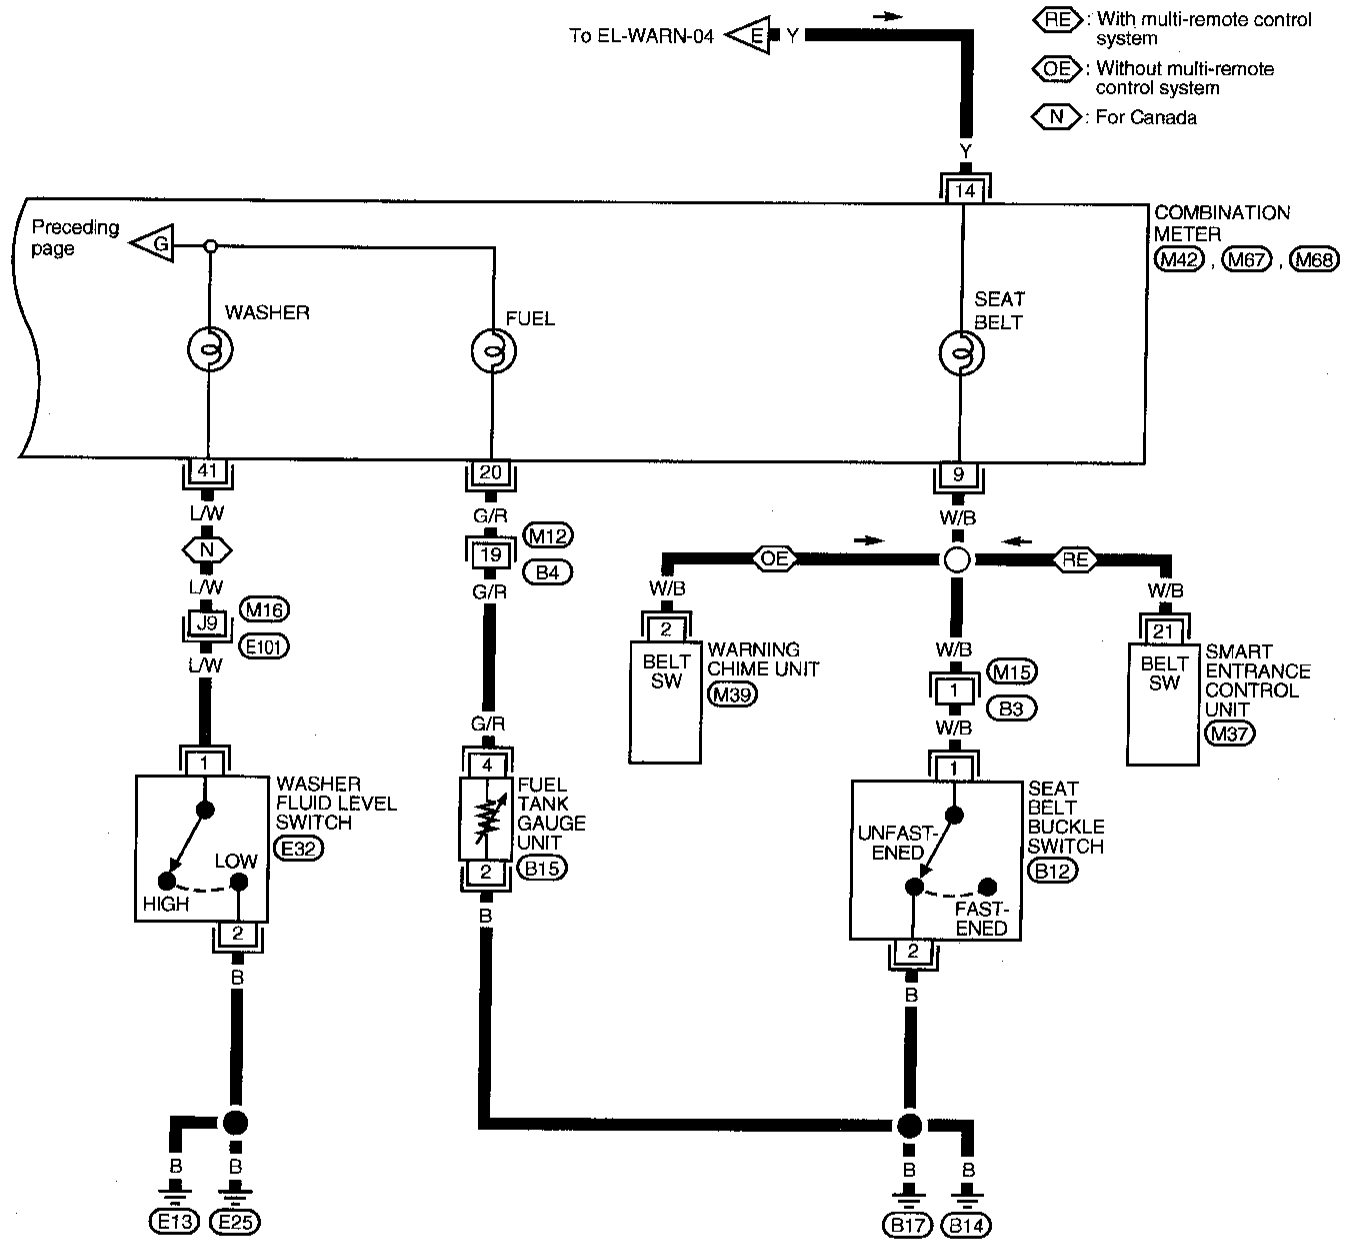 To EL-WARN-04
E
Y
RE : With multi-remote control
system
OE : Without multi-remote
control system
N : For Canada
Y
14
Preceding
page
G
WASHER
FUEL
SEAT
BELT
COMBINATION
METER
M42 , M67 , M68
41
20
9
L/W
N
L/W
J9
M16
E101
L/W
1
WASHER
FLUID LEVEL
SWITCH
E32
LOW
HIGH
2
B
B
B
E13
E25
G/R
19
M12
B4
G/R
G/R
4
FUEL
TANK
GAUGE
UNIT
B15
2
B
W/B
OE
RE
W/B
2
BELT
SW
WARNING
CHIME UNIT
M39
W/B
1
M15
B3
W/B
W/B
21
BELT
SW
SMART
ENTRANCE
CONTROL
UNIT
M37
1
UNFAST-
ENED
FAST-
ENED
SEAT
BELT
BUCKLE
SWITCH
B12
2
B
B
B
B17
B14